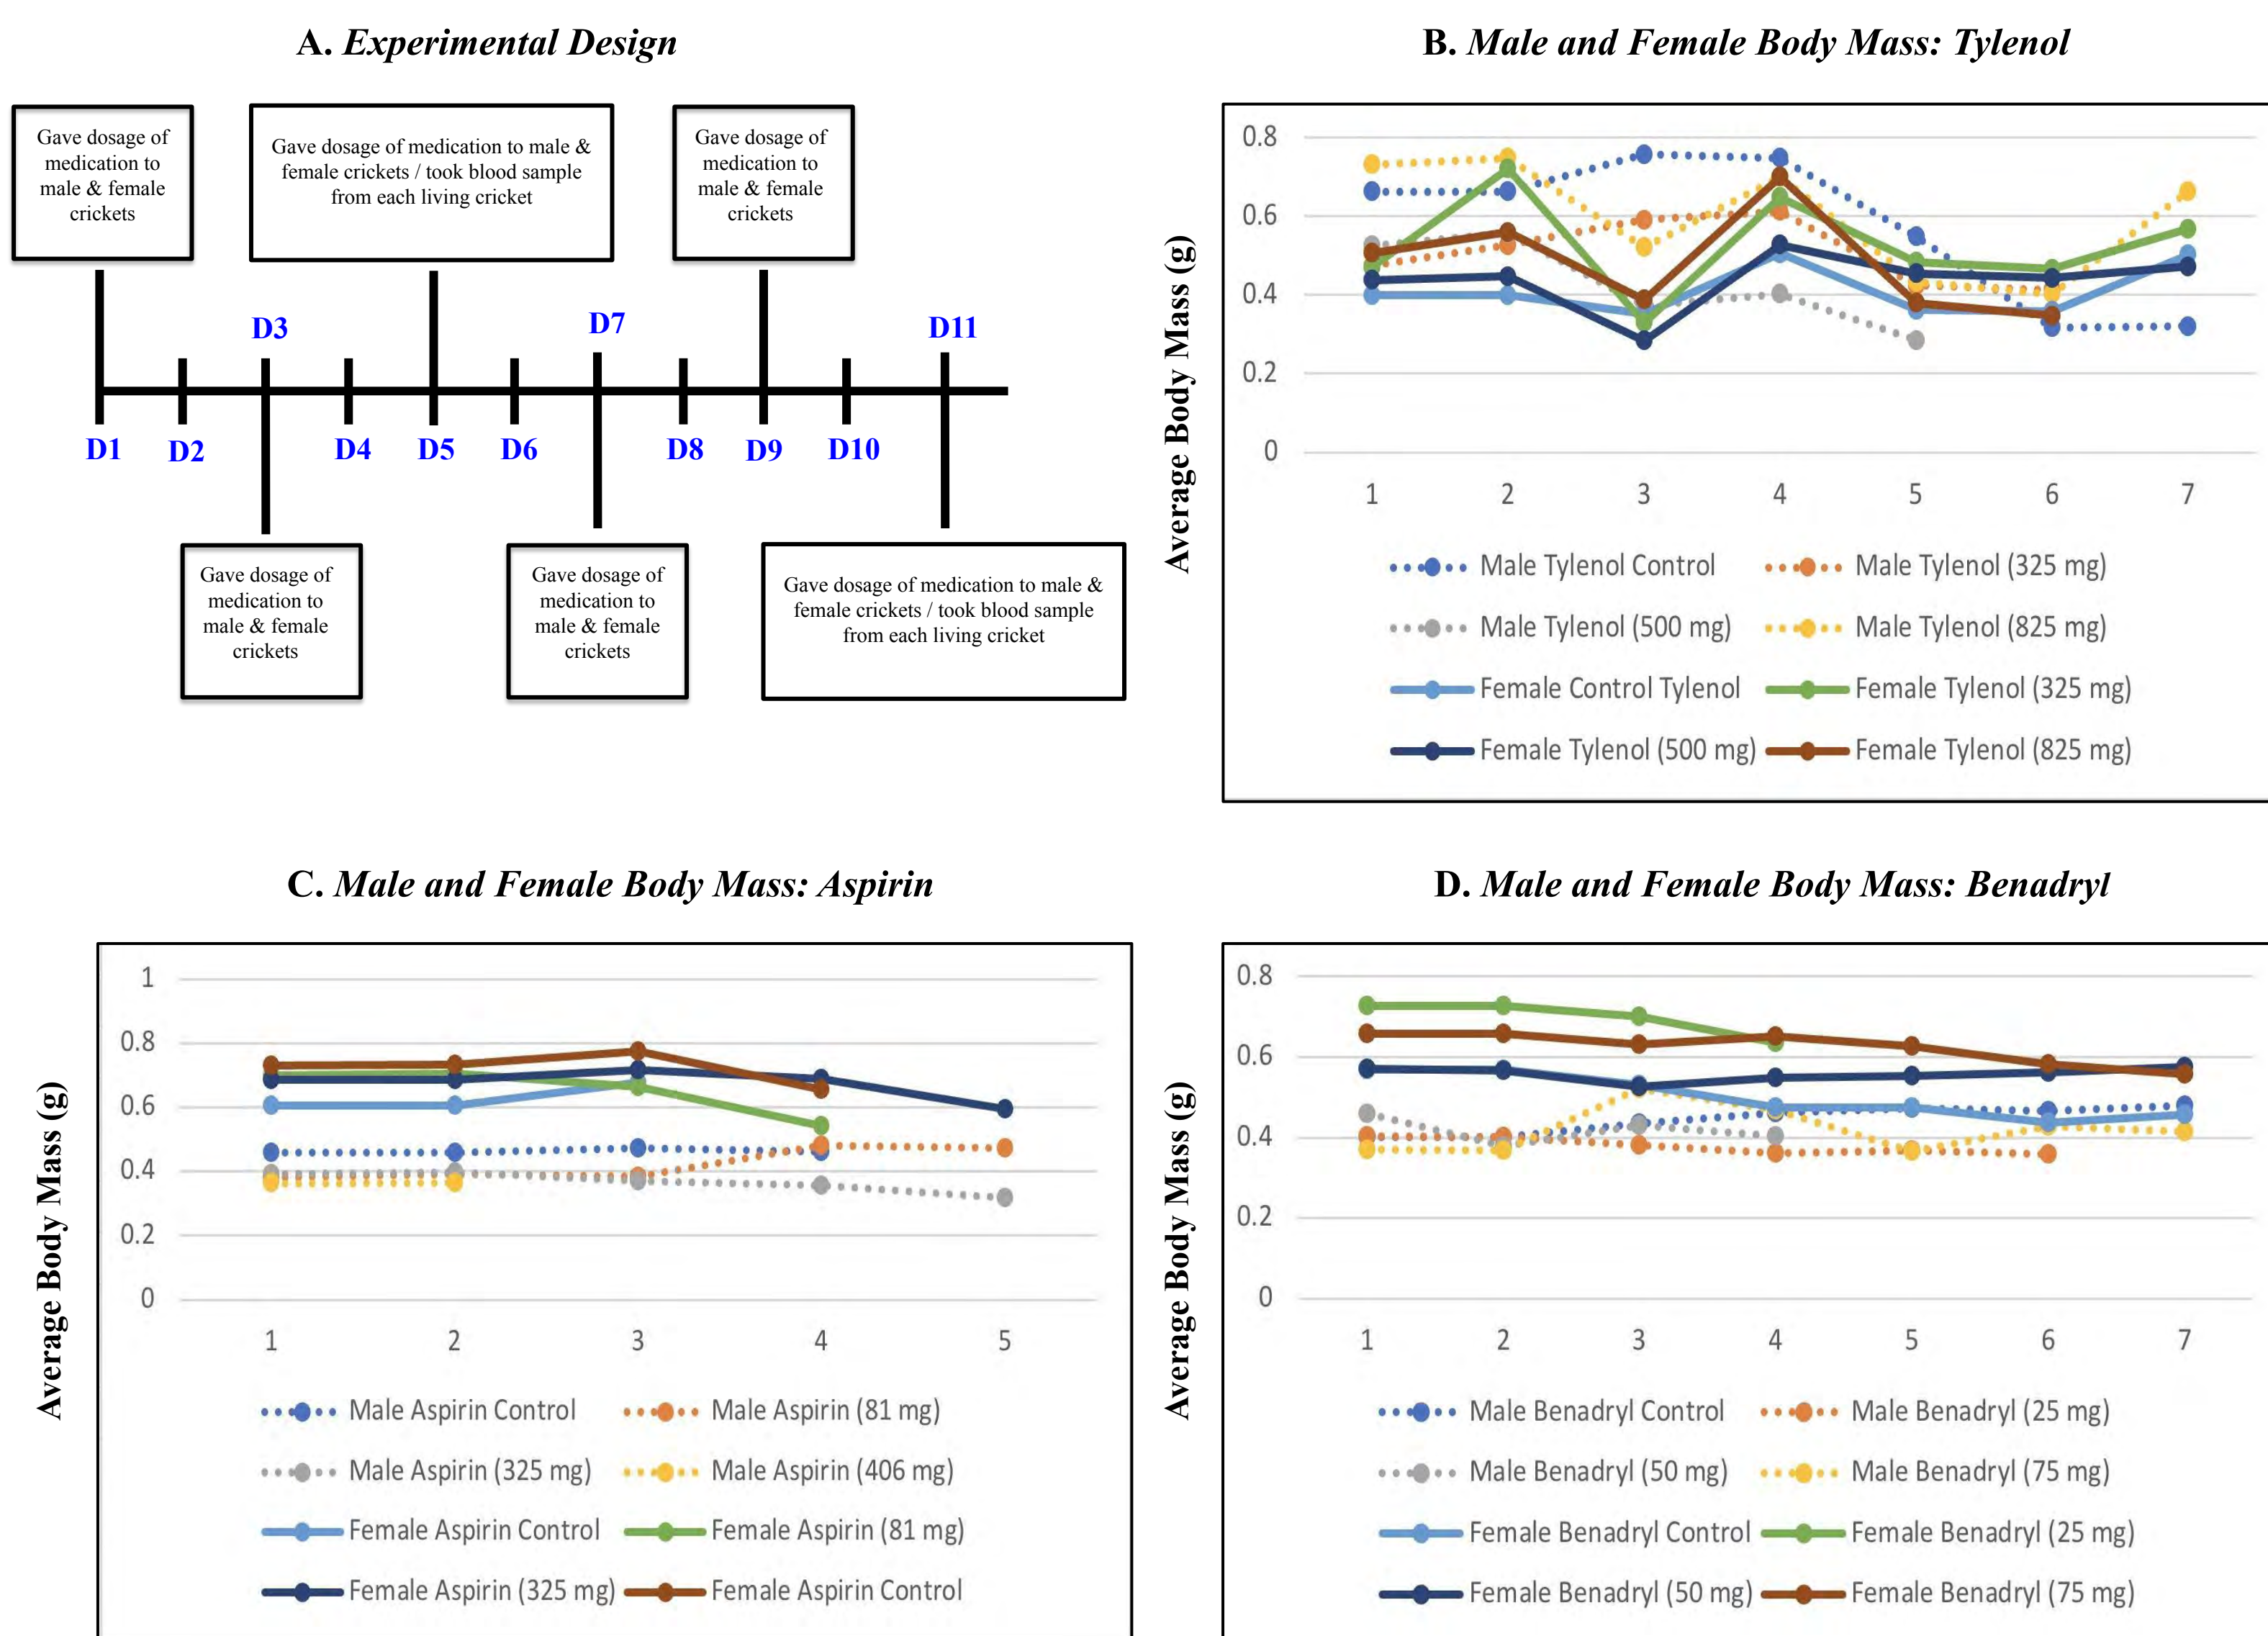 A. Experimental Design
Gave dosage of
medication to
male & female
crickets
Gave dosage of medication to male &
female crickets / took blood sample
from each living cricket
Gave dosage of
medication to
male & female
crickets
D3
D7
D11
D1
D2
D4
D5
D6
D8
D9
D10
Gave dosage of
medication to
male & female
crickets
Gave dosage of
medication to
male & female
crickets
Gave dosage of medication to male &
female crickets / took blood sample
from each living cricket
B. Male and Female Body Mass: Tylenol
Average Body Mass (g)
0.8
0.6
0.4
0.2
0
1 2 3 4 5 6 7
Male Tylenol Control
Male Tylenol (325 mg)
Male Tylenol (500 mg)
Male Tylenol (825 mg)
Female Control Tylenol
Female Tylenol (325 mg)
Female Tylenol (500 mg)
Female Tylenol (825 mg)
C. Male and Female Body Mass: Aspirin
Average Body Mass (g)
1
0.8
0.6
0.4
0.2
0
1 2 3 4 5
Male Aspirin Control
Male Aspirin (81 mg)
Male Aspirin (325 mg)
Male Aspirin (406 mg)
Female Aspirin Control
Female Aspirin (81 mg)
Female Aspirin (325 mg)
Female Aspirin Control
D. Male and Female Body Mass: Benadryl
Average Body Mass (g)
0.8
0.6
0.4
0.2
0
1 2 3 4 5 6 7
Male Benadryl Control
Male Benadryl (25 mg)
Male Benadryl (50 mg)
Male Benadryl (75 mg)
Female Benadryl Control
Female Benadryl (25 mg)
Female Benadryl (50 mg)
Female Benadryl (75 mg)